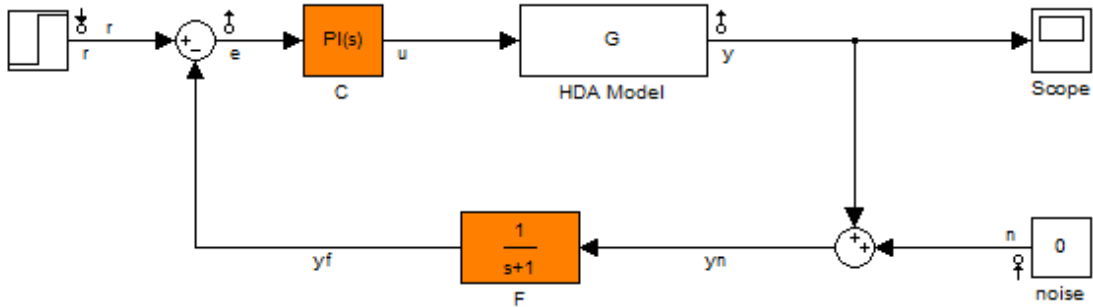 r
r
+
−
e
PI(s)
C
u
G
HDA Model
y
Scope
yf
1
s+1
F
yn
+
+
n
0
noise